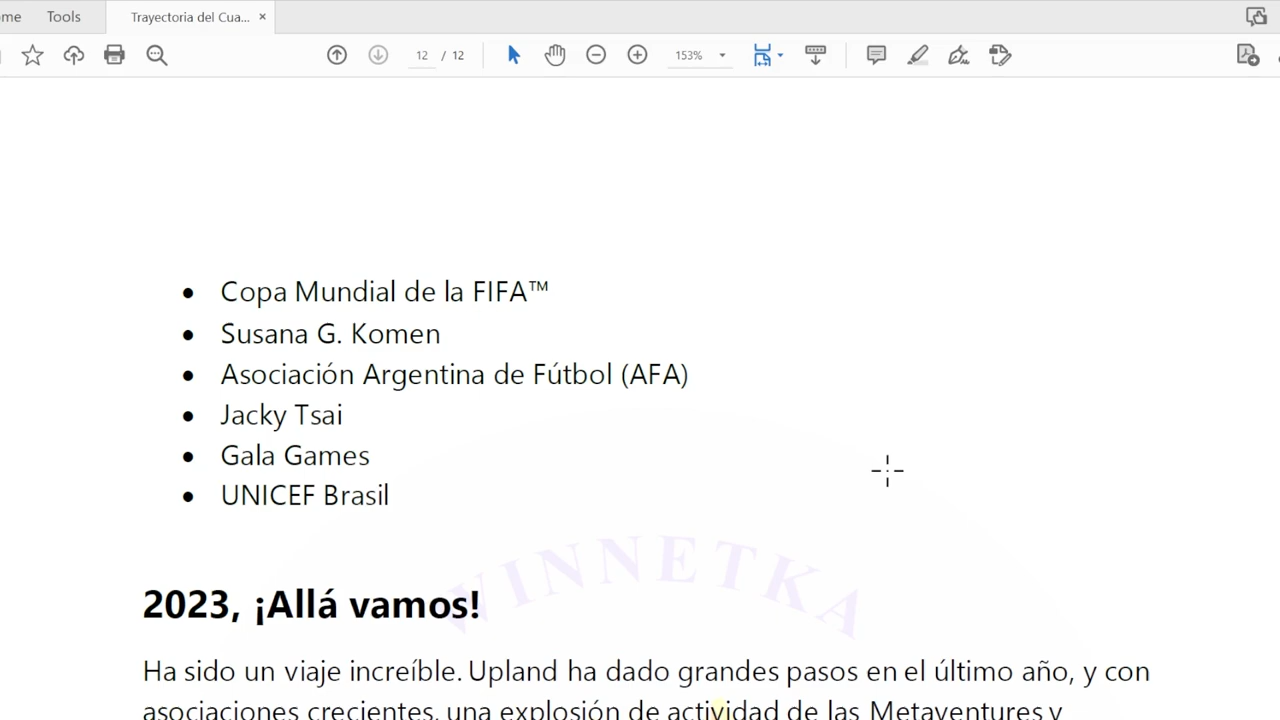 ome Tools Trayectoria del Cua... ×
12 / 12 153%
• Copa Mundial de la FIFA™
• Susana G. Komen
• Asociación Argentina de Fútbol (AFA)
• Jacky Tsai
• Gala Games
• UNICEF Brasil
WINNETKA
2023, ¡Allá vamos!
Ha sido un viaje increíble. Upland ha dado grandes pasos en el último año, y con
asociaciones crecientes, una explosión de actividad de las Metaventures y